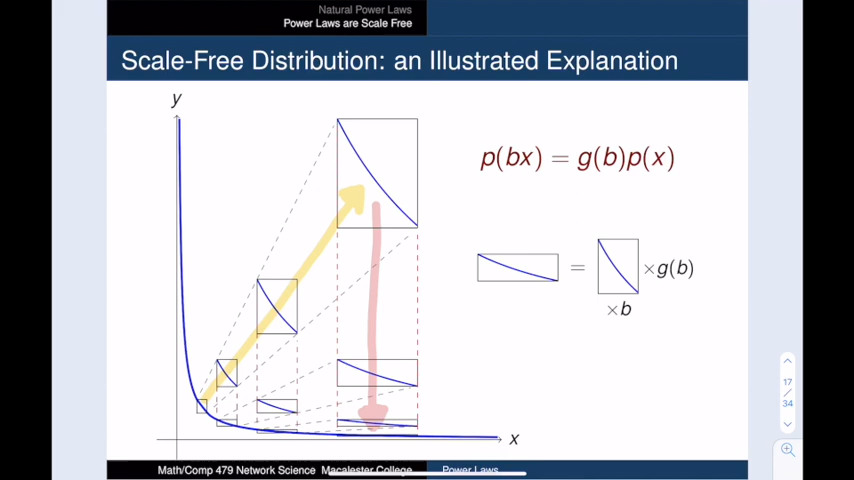 Natural Power Laws
Power Laws are Scale Free
Scale-Free Distribution: an Illustrated Explanation
y
p(bx) = g(b)p(x)
= ×g(b)
×b
x
17
/
34
Math/Comp 479 Network Science Macalester College Power Laws